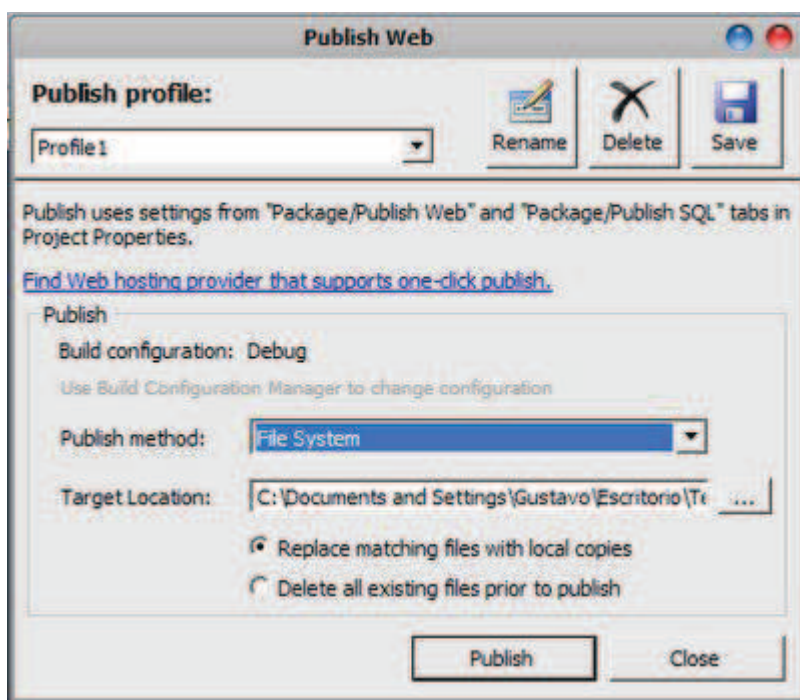 Publish Web
Publish profile:
Profile1
Rename
Delete
Save
Publish uses settings from "Package/Publish Web" and "Package/Publish SQL" tabs in
Project Properties.
Find Web hosting provider that supports one-click publish.
Publish
Build configuration: Debug
Use Build Configuration Manager to change configuration
Publish method: File System
Target Location: C:\Documents and Settings\Gustavo\Escritorio\Te ...
Replace matching files with local copies
Delete all existing files prior to publish
Publish
Close